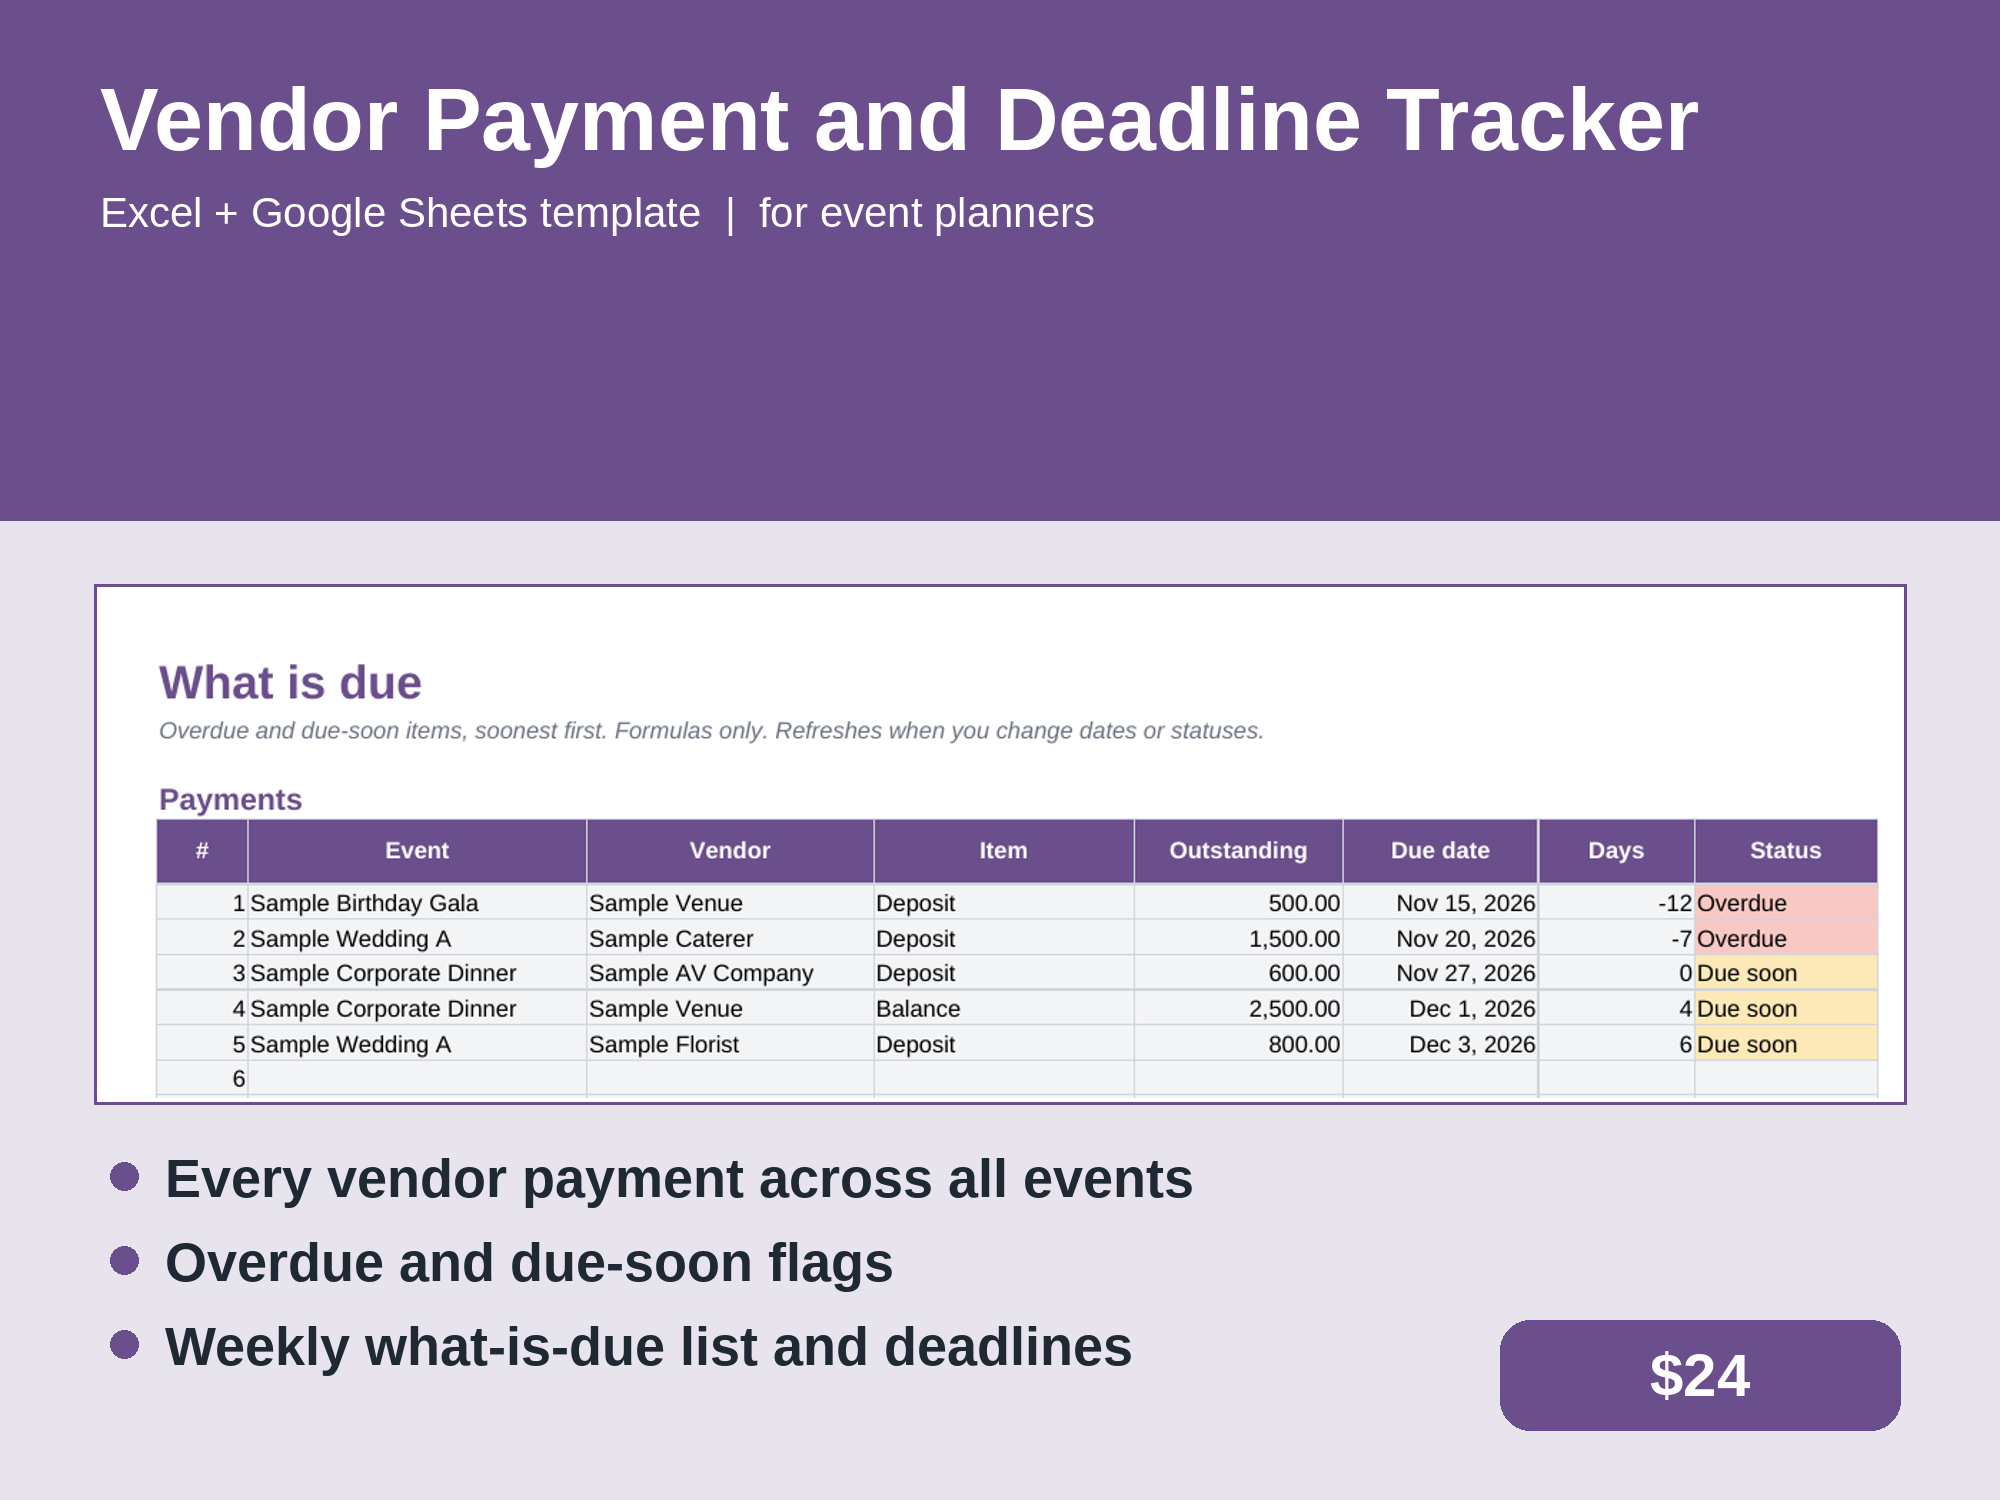 Vendor Payment and Deadline Tracker
Excel + Google Sheets template | for event planners
What is due
Overdue and due-soon items, soonest first. Formulas only. Refreshes when you change dates or statuses.
Payments
# Event Vendor Item Outstanding Due date Days Status
1 Sample Birthday Gala Sample Venue Deposit 500.00 Nov 15, 2026 -12 Overdue
2 Sample Wedding A Sample Caterer Deposit 1,500.00 Nov 20, 2026 -7 Overdue
3 Sample Corporate Dinner Sample AV Company Deposit 600.00 Nov 27, 2026 0 Due soon
4 Sample Corporate Dinner Sample Venue Balance 2,500.00 Dec 1, 2026 4 Due soon
5 Sample Wedding A Sample Florist Deposit 800.00 Dec 3, 2026 6 Due soon
6
Every vendor payment across all events
Overdue and due-soon flags
Weekly what-is-due list and deadlines
$24